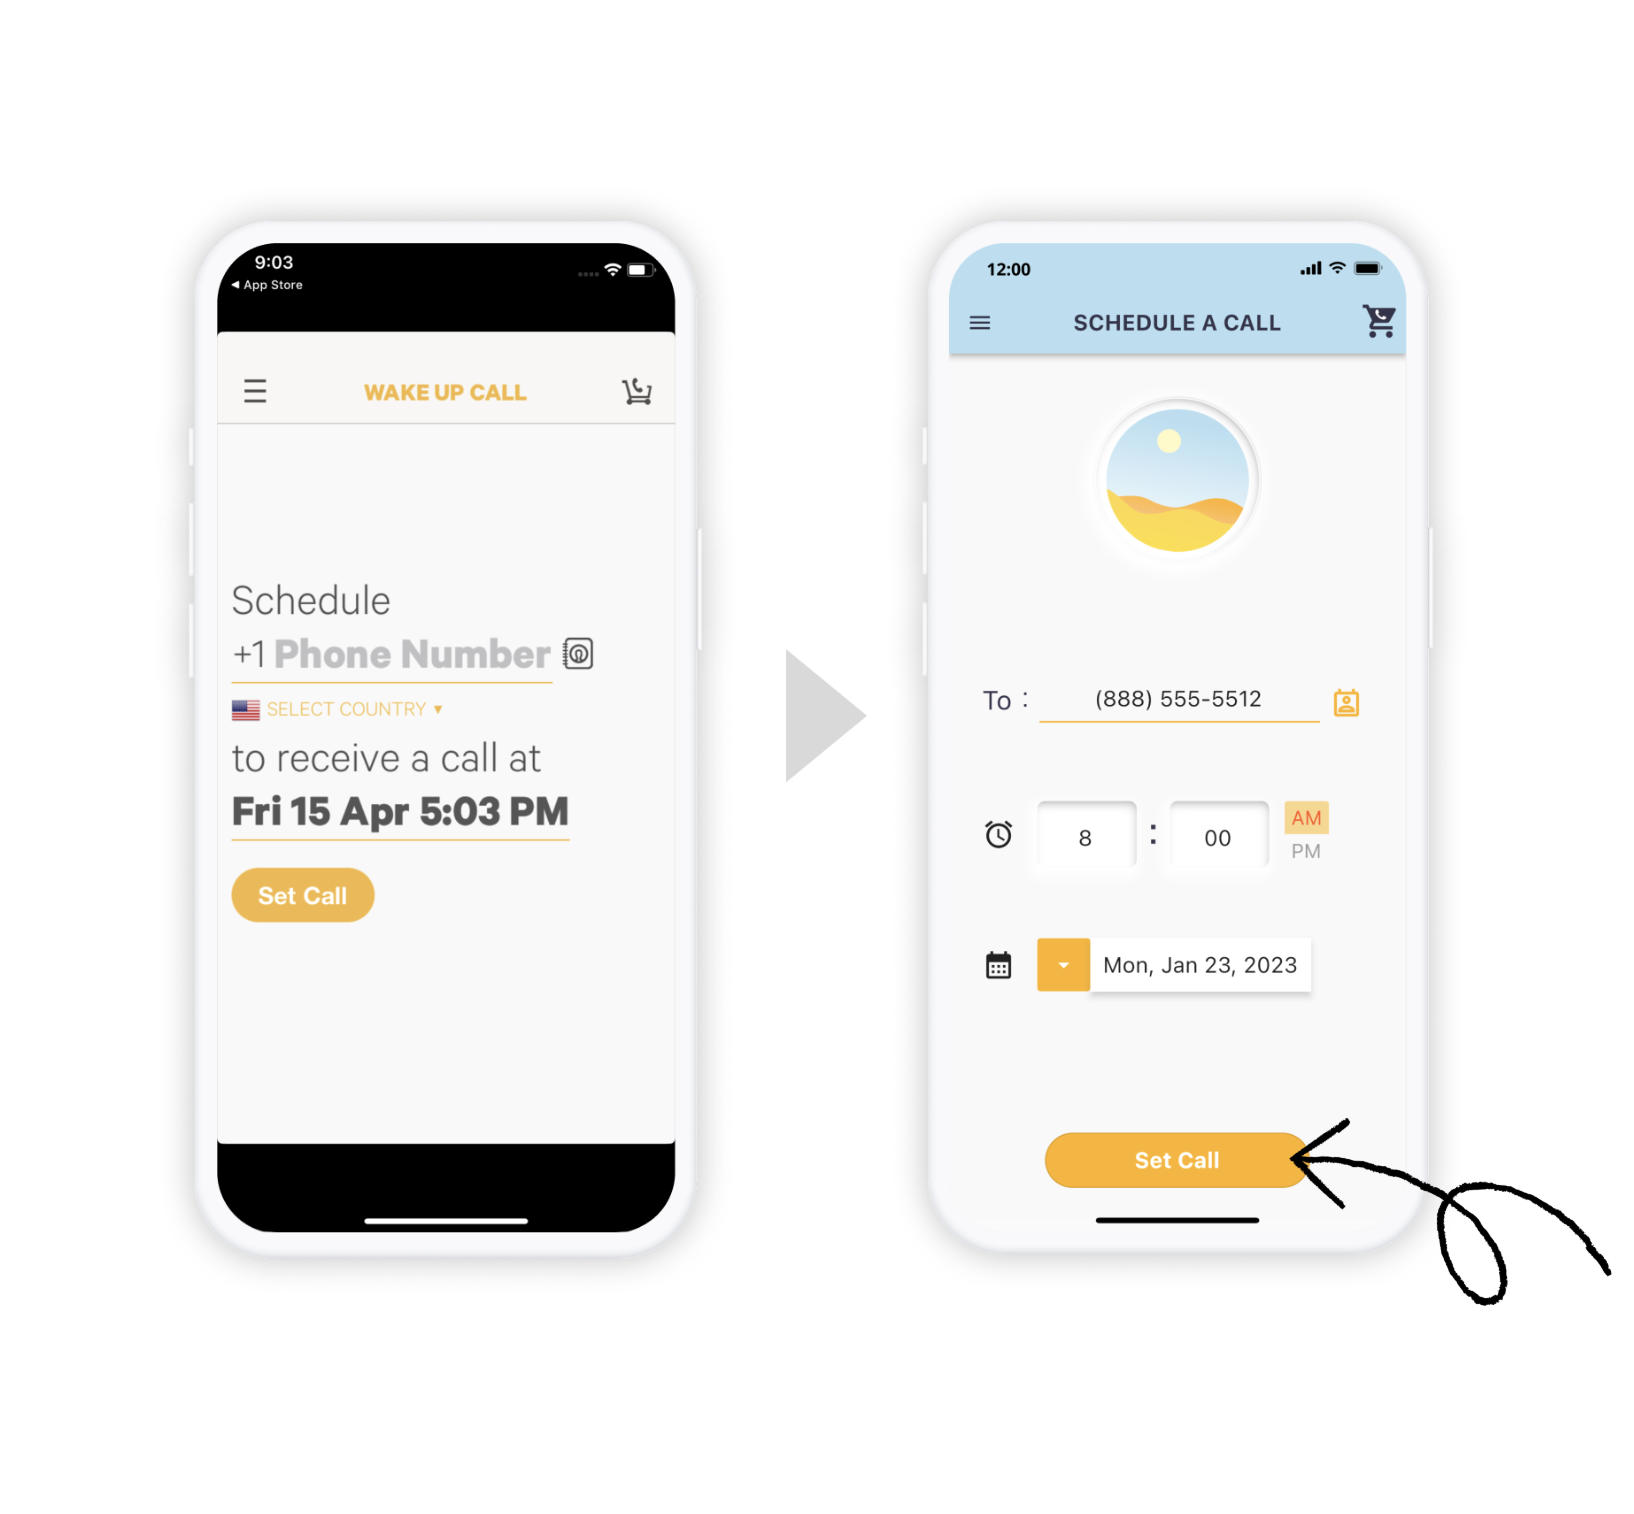 9:03
◀ App Store
WAKE UP CALL
Schedule
+1 Phone Number
SELECT COUNTRY ▾
to receive a call at
Fri 15 Apr 5:03 PM
Set Call
12:00
SCHEDULE A CALL
To : (888) 555-5512
8 : 00 AM
PM
Mon, Jan 23, 2023
Set Call